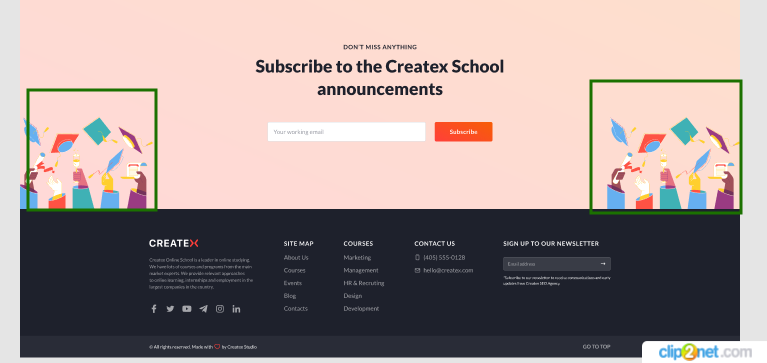 DON'T MISS ANYTHING
Subscribe to the Createx School
announcements
Your working email
Subscribe
CREATEX
Createx Online School is a leader in online studying.
We have lots of courses and programs from the main
market experts. We provide relevant approaches
to online learning, internships and employment in the
largest companies in the country.
SITE MAP
About Us
Courses
Events
Blog
Contacts
COURSES
Marketing
Management
HR & Recruting
Design
Development
CONTACT US
(405) 555-0128
hello@createx.com
SIGN UP TO OUR NEWSLETTER
Email address
*Subscribe to our newsletter to receive communications and early
updates from Createx SEO Agency.
© All rights reserved. Made with by Createx Studio
GO TO TOP
clip2net.com